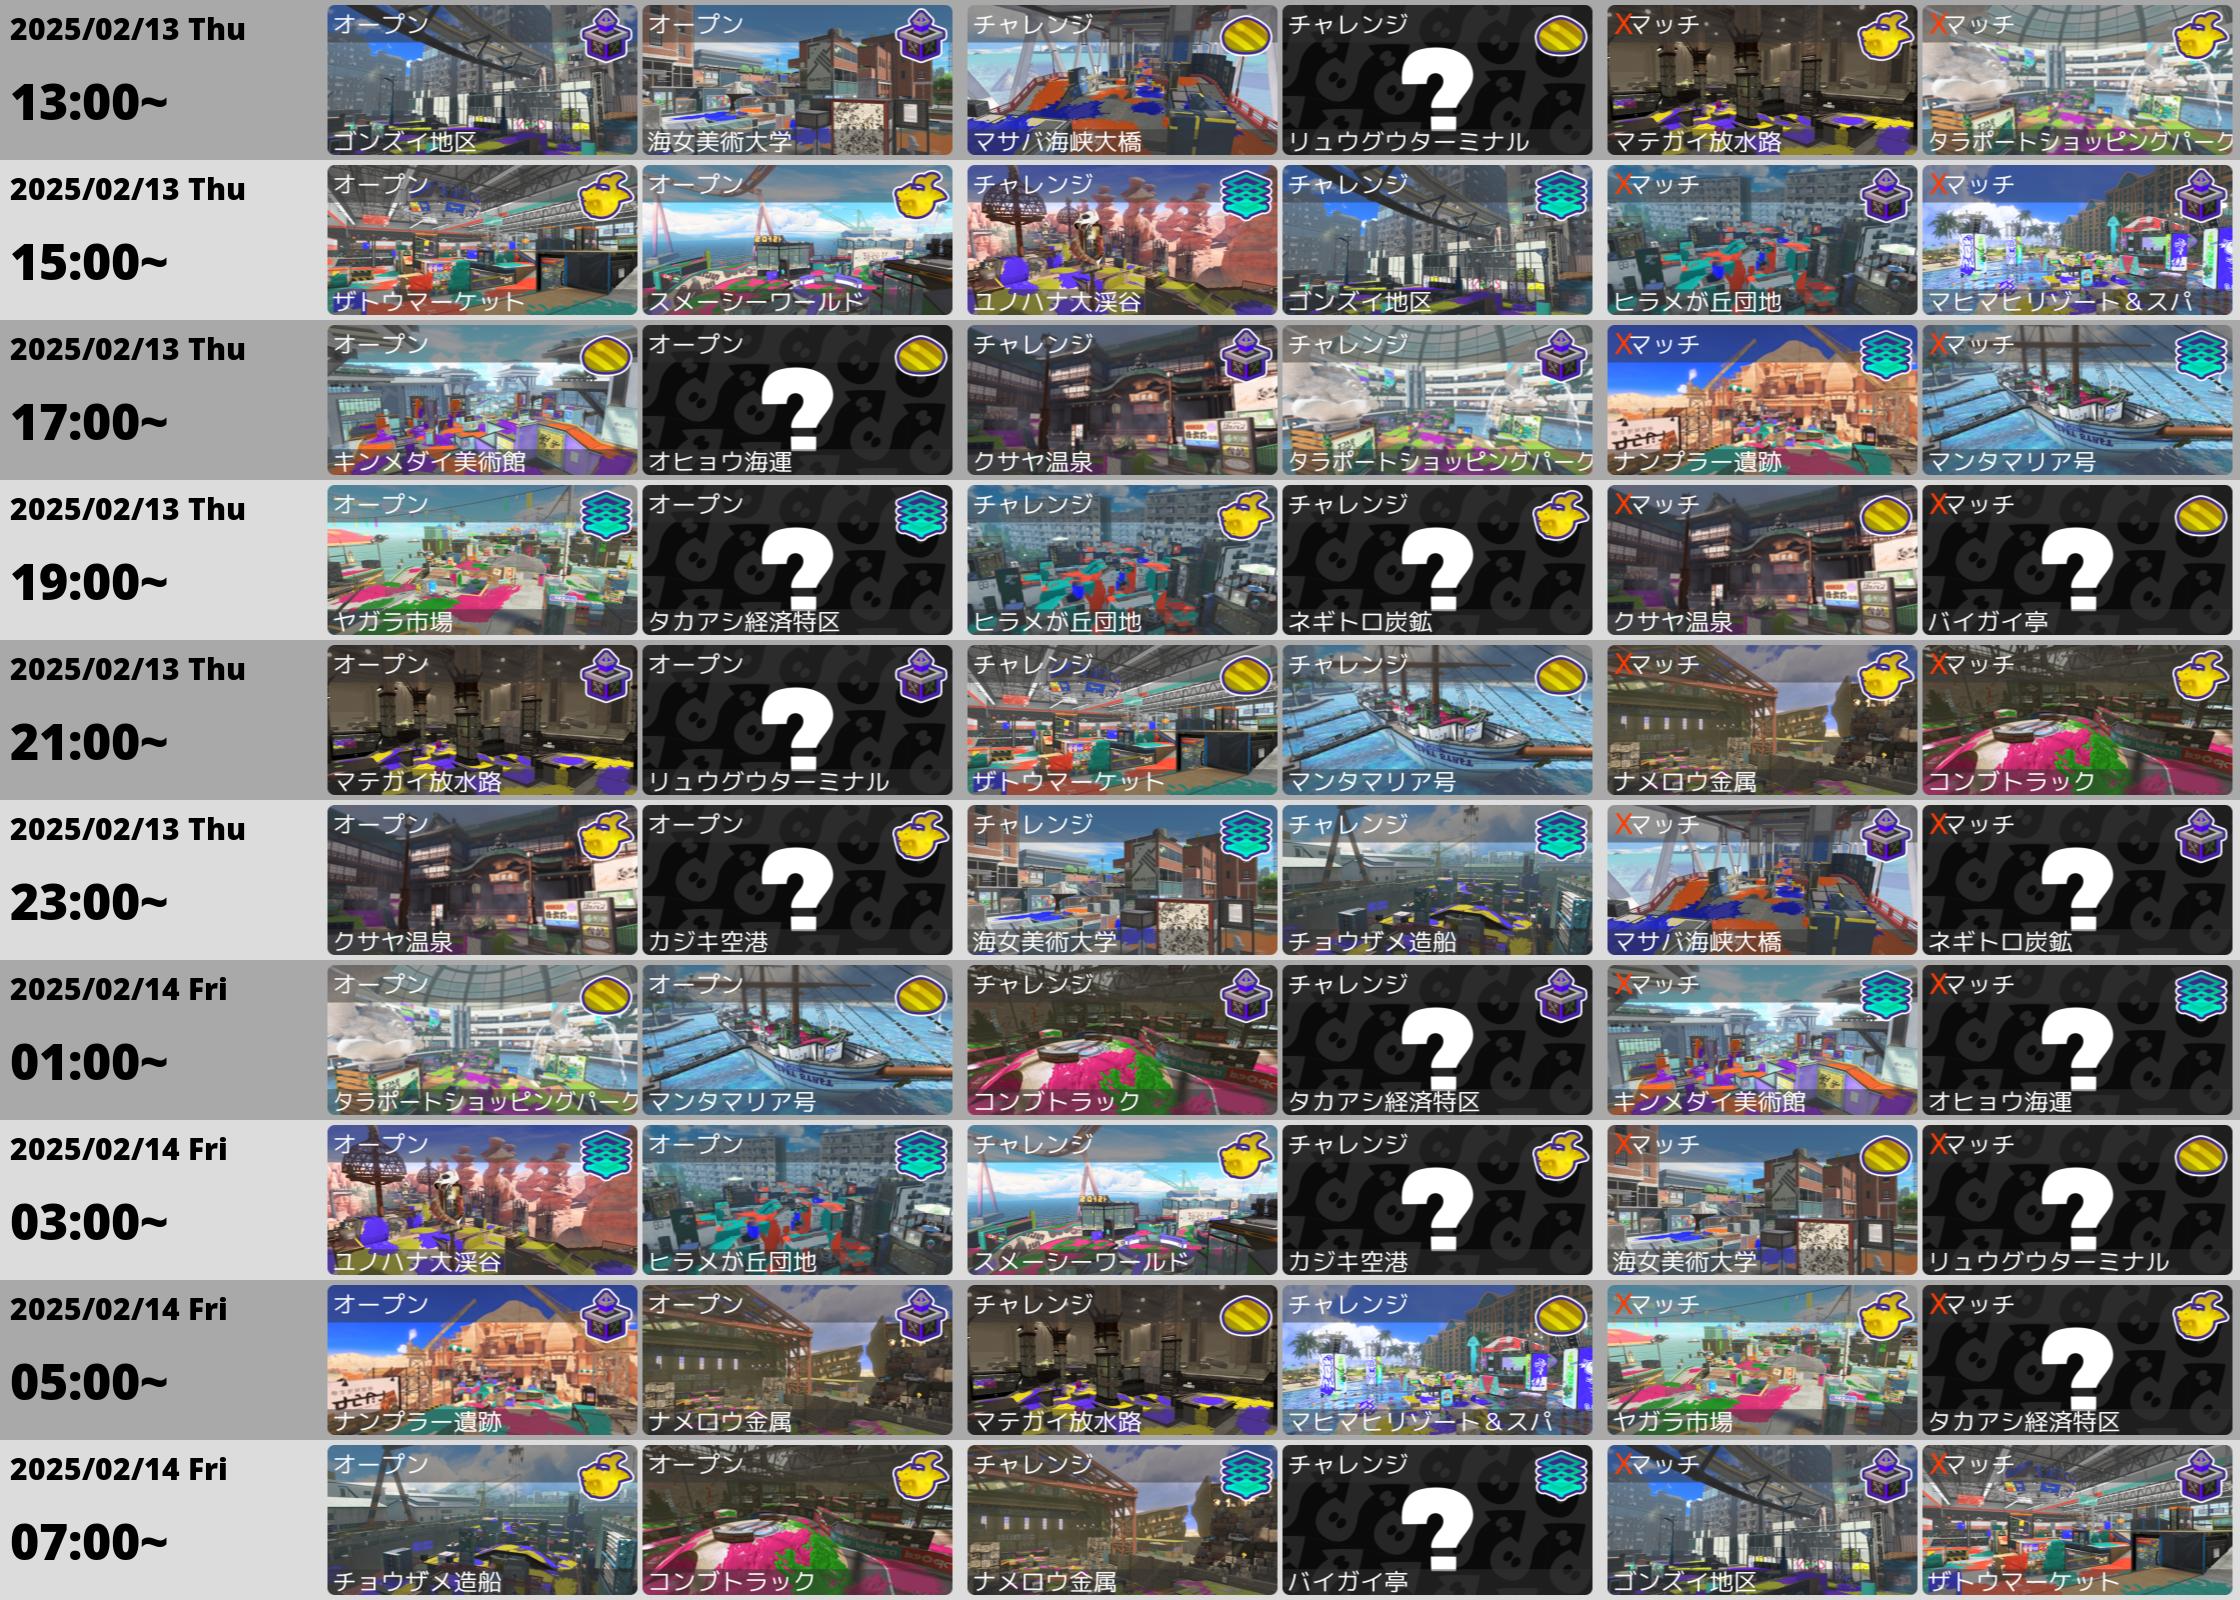 2025/02/13 Thu
13:00~
オープン
ゴンズイ地区
オープン
海女美術大学
チャレンジ
マサバ海峡大橋
チャレンジ
リュウグウターミナル
Xマッチ
マテガイ放水路
Xマッチ
タラポートショッピングパーク
2025/02/13 Thu
15:00~
オープン
ザトウマーケット
オープン
スメーシーワールド
チャレンジ
ユノハナ大渓谷
チャレンジ
ゴンズイ地区
Xマッチ
ヒラメが丘団地
Xマッチ
マヒマヒリゾート＆スパ
2025/02/13 Thu
17:00~
オープン
キンメダイ美術館
オープン
オヒョウ海運
チャレンジ
クサヤ温泉
チャレンジ
タラポートショッピングパーク
Xマッチ
ナンプラー遺跡
Xマッチ
マンタマリア号
2025/02/13 Thu
19:00~
オープン
ヤガラ市場
オープン
タカアシ経済特区
チャレンジ
ヒラメが丘団地
チャレンジ
ネギトロ炭鉱
Xマッチ
クサヤ温泉
Xマッチ
バイガイ亭
2025/02/13 Thu
21:00~
オープン
マテガイ放水路
オープン
リュウグウターミナル
チャレンジ
ザトウマーケット
チャレンジ
マンタマリア号
Xマッチ
ナメロウ金属
Xマッチ
コンブトラック
2025/02/13 Thu
23:00~
オープン
クサヤ温泉
オープン
カジキ空港
チャレンジ
海女美術大学
チャレンジ
チョウザメ造船
Xマッチ
マサバ海峡大橋
Xマッチ
ネギトロ炭鉱
2025/02/14 Fri
01:00~
オープン
タラポートショッピングパーク
オープン
マンタマリア号
チャレンジ
コンブトラック
チャレンジ
タカアシ経済特区
Xマッチ
キンメダイ美術館
Xマッチ
オヒョウ海運
2025/02/14 Fri
03:00~
オープン
ユノハナ大渓谷
オープン
ヒラメが丘団地
チャレンジ
スメーシーワールド
チャレンジ
カジキ空港
Xマッチ
海女美術大学
Xマッチ
リュウグウターミナル
2025/02/14 Fri
05:00~
オープン
ナンプラー遺跡
オープン
ナメロウ金属
チャレンジ
マテガイ放水路
チャレンジ
マヒマヒリゾート＆スパ
Xマッチ
ヤガラ市場
Xマッチ
タカアシ経済特区
2025/02/14 Fri
07:00~
オープン
チョウザメ造船
オープン
コンブトラック
チャレンジ
ナメロウ金属
チャレンジ
バイガイ亭
Xマッチ
ゴンズイ地区
Xマッチ
ザトウマーケット